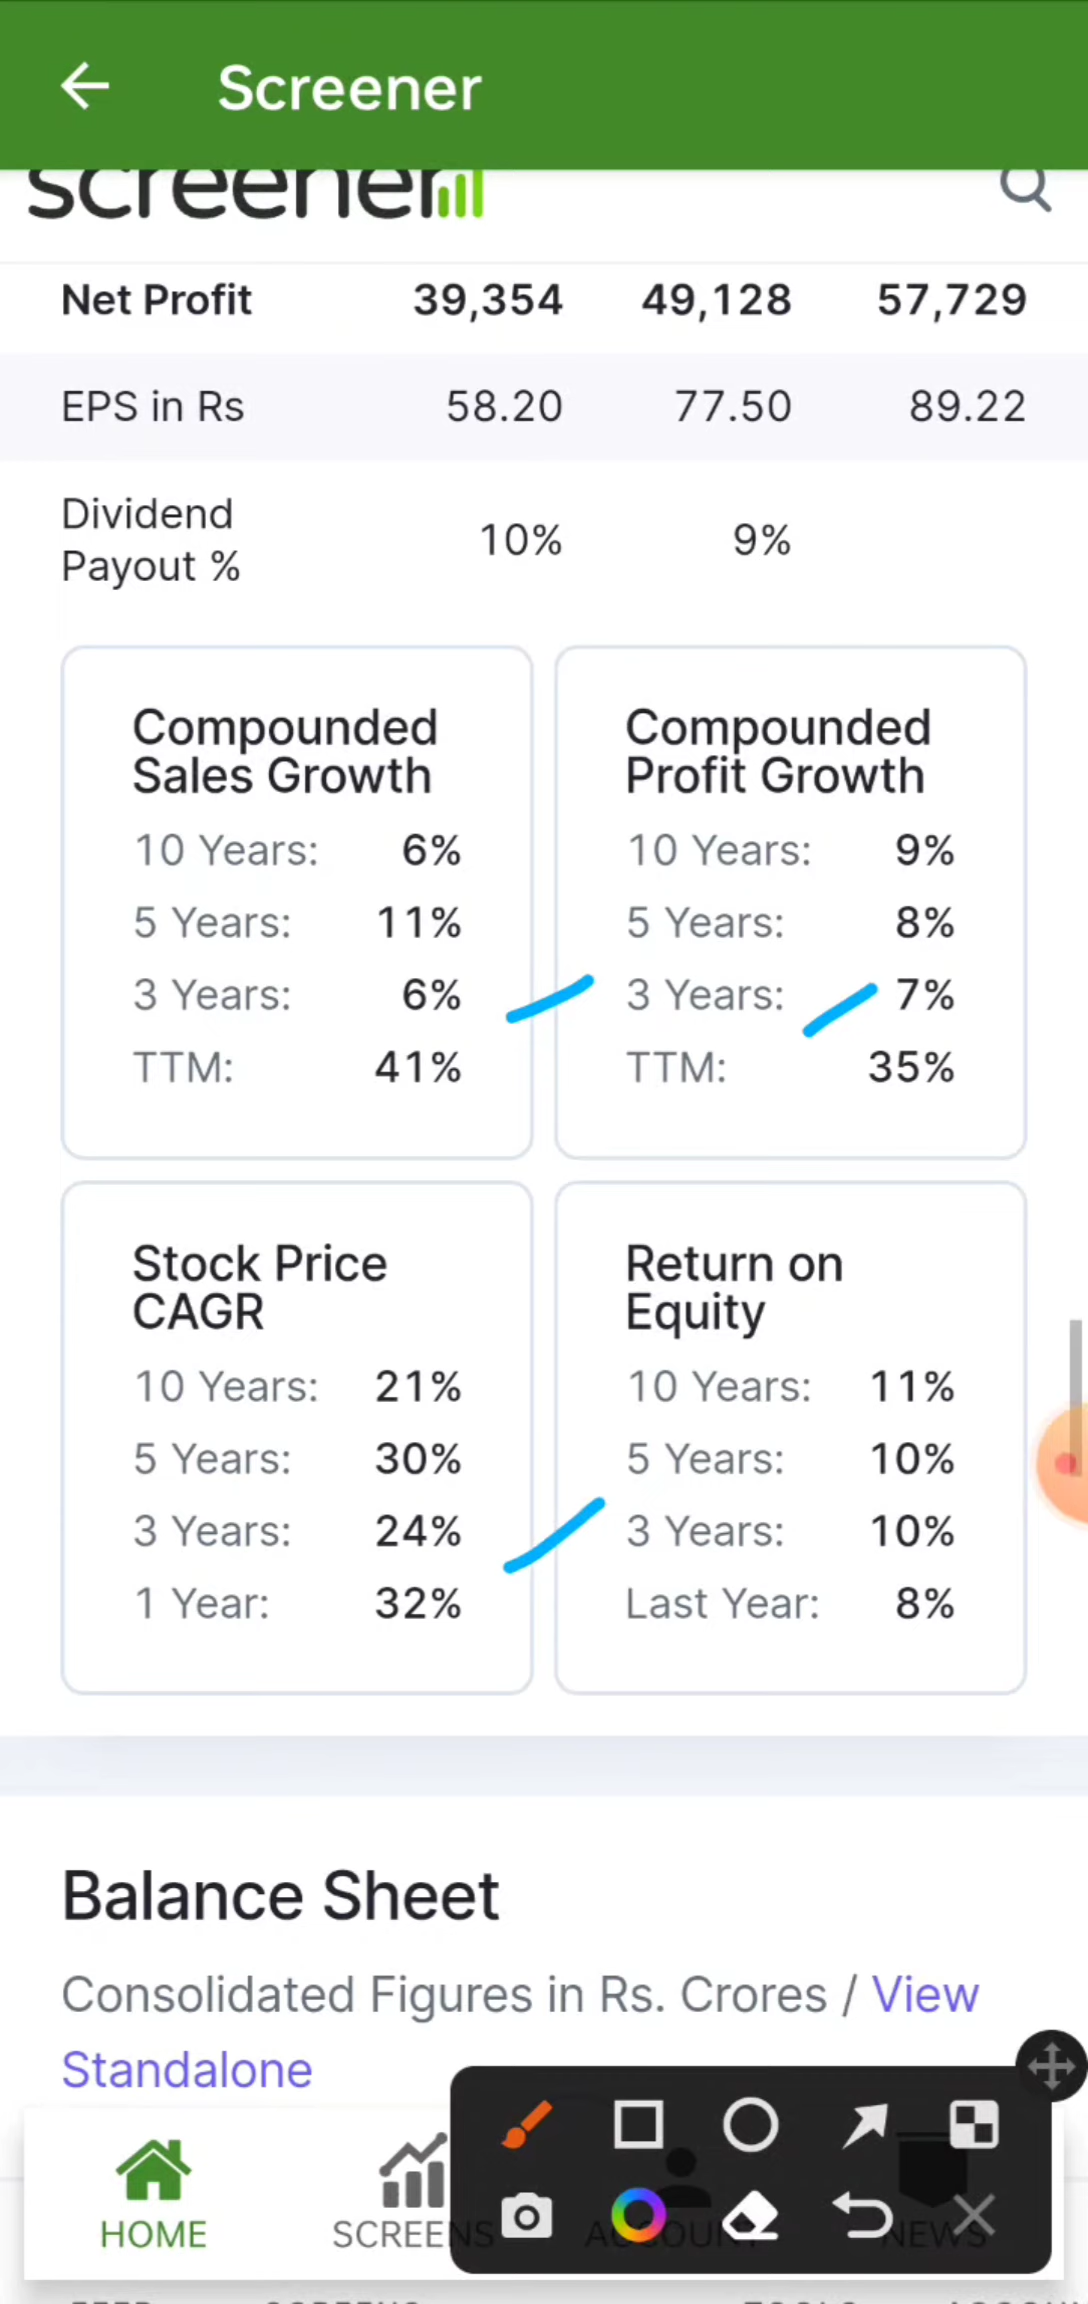 Screener
screener
Net Profit 39,354 49,128 57,729
EPS in Rs 58.20 77.50 89.22
Dividend
Payout % 10% 9%
Compounded
Sales Growth
10 Years: 6%
5 Years: 11%
3 Years: 6%
TTM: 41%
Compounded
Profit Growth
10 Years: 9%
5 Years: 8%
3 Years: 7%
TTM: 35%
Stock Price
CAGR
10 Years: 21%
5 Years: 30%
3 Years: 24%
1 Year: 32%
Return on
Equity
10 Years: 11%
5 Years: 10%
3 Years: 10%
Last Year: 8%
Balance Sheet
Consolidated Figures in Rs. Crores / View
Standalone
HOME SCREENS ACCOUNT NEWS